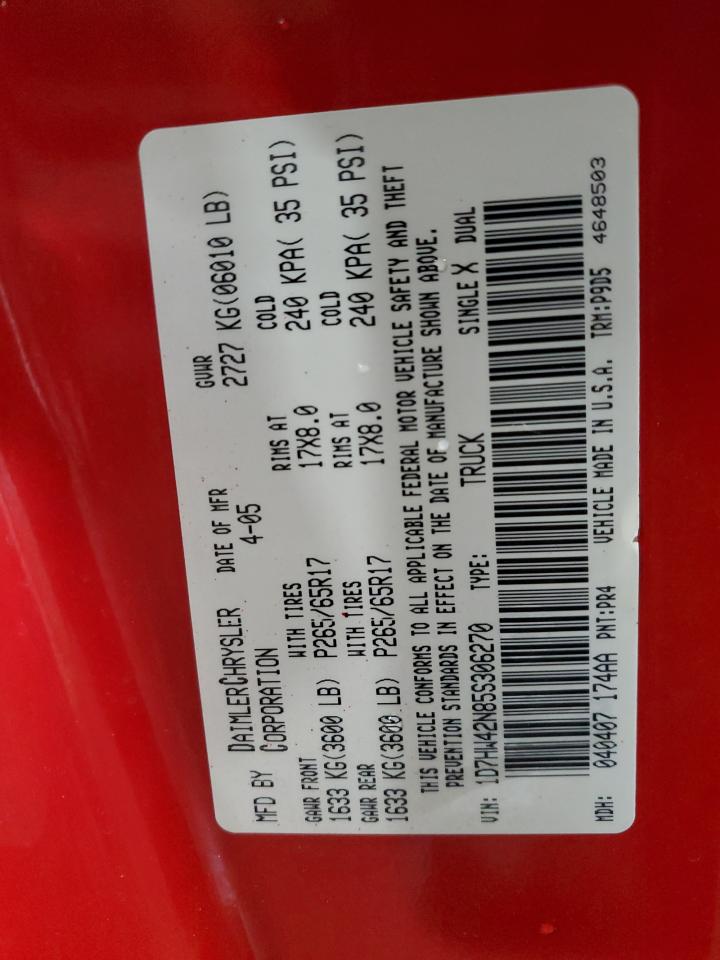 MFD BY DAIMLERCHRYSLER CORPORATION DATE OF MFR 4-05 GVWR 2727 KG(06010 LB)
GAWR FRONT WITH TIRES RIMS AT COLD
1633 KG(3600 LB) P265/65R17 17X8.0 240 KPA( 35 PSI)
GAWR REAR WITH TIRES RIMS AT COLD
1633 KG(3600 LB) P265/65R17 17X8.0 240 KPA( 35 PSI)
THIS VEHICLE CONFORMS TO ALL APPLICABLE FEDERAL MOTOR VEHICLE SAFETY AND THEFT
PREVENTION STANDARDS IN EFFECT ON THE DATE OF MANUFACTURE SHOWN ABOVE.
VIN: 1D7HW42N85S306270 TYPE: TRUCK SINGLE X DUAL
MDH: 040407 174AA PNT:PR4 VEHICLE MADE IN U.S.A. TRM:P9D5 4648503